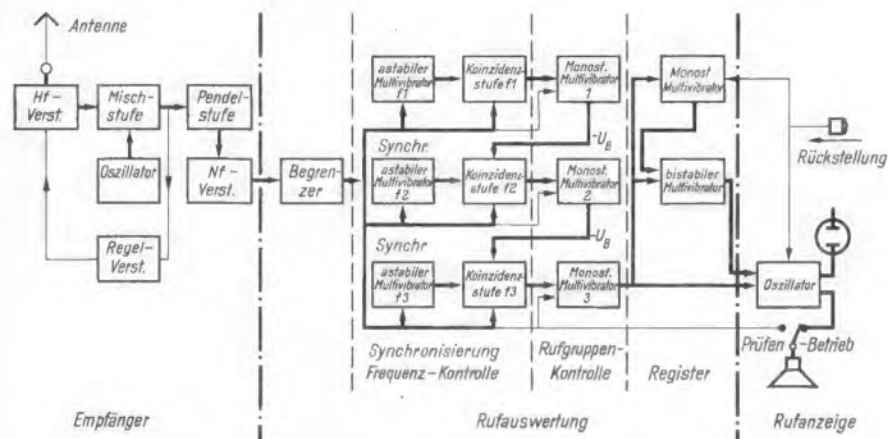 Antenne
Hf-
Verst.
Misch-
stufe
Pendel-
stufe
Oszillator
Nf-
Verst.
Regel-
Verst.
Begren-
zer
astabiler
Multivibrator
f1
Koinzidenz-
stufe f1
Monost.
Multivibrator
1
Synchr.
-U_B
astabiler
Multivibrator
f2
Koinzidenz-
stufe f2
Monost.
Multivibrator
2
Synchr
-U_B
astabiler
Multivibrator
f3
Koinzidenz-
stufe f3
Monost.
Multivibrator
3
Monost
Multivibrator
bistabiler
Multivibrator
Rückstellung
Oszillator
Prüfen -Betrieb
Synchronisierung
Frequenz-Kontrolle
Rufgruppen-
Kontrolle
Register
Empfänger
Rufauswertung
Rufanzeige